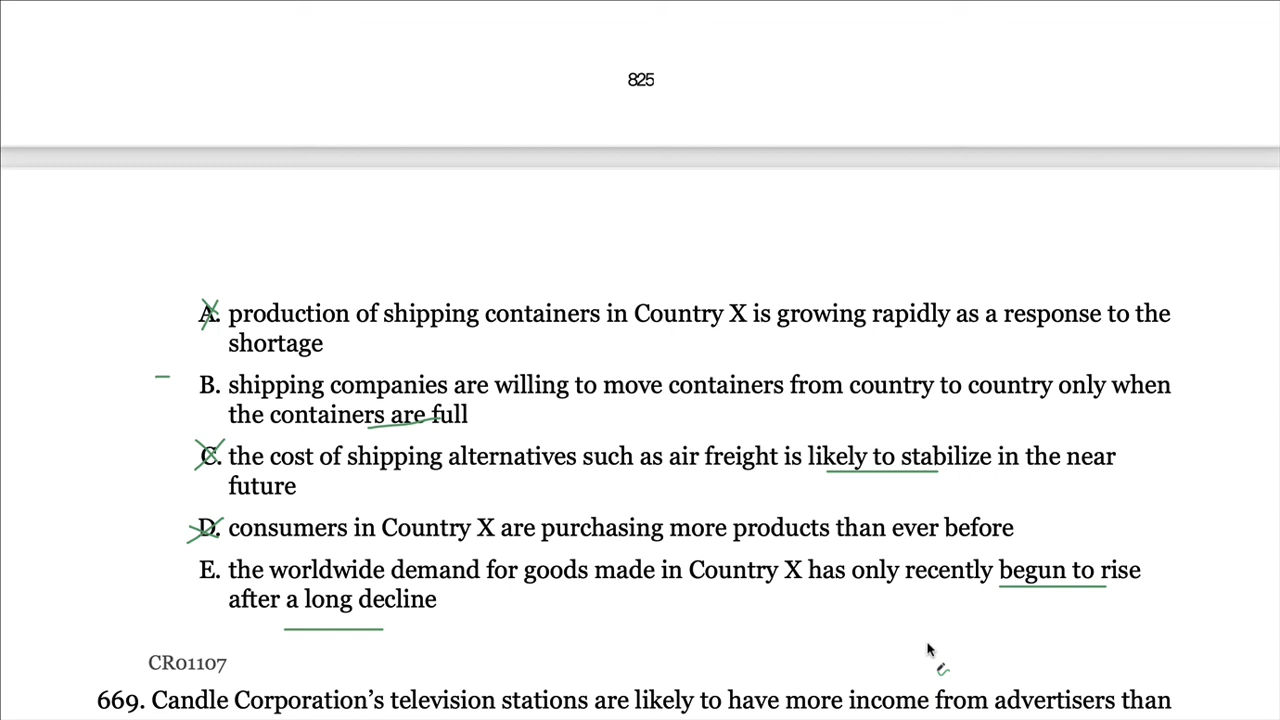 825
A. production of shipping containers in Country X is growing rapidly as a response to the
shortage
B. shipping companies are willing to move containers from country to country only when
the containers are full
C. the cost of shipping alternatives such as air freight is likely to stabilize in the near
future
D. consumers in Country X are purchasing more products than ever before
E. the worldwide demand for goods made in Country X has only recently begun to rise
after a long decline
CR01107
669. Candle Corporation’s television stations are likely to have more income from advertisers than